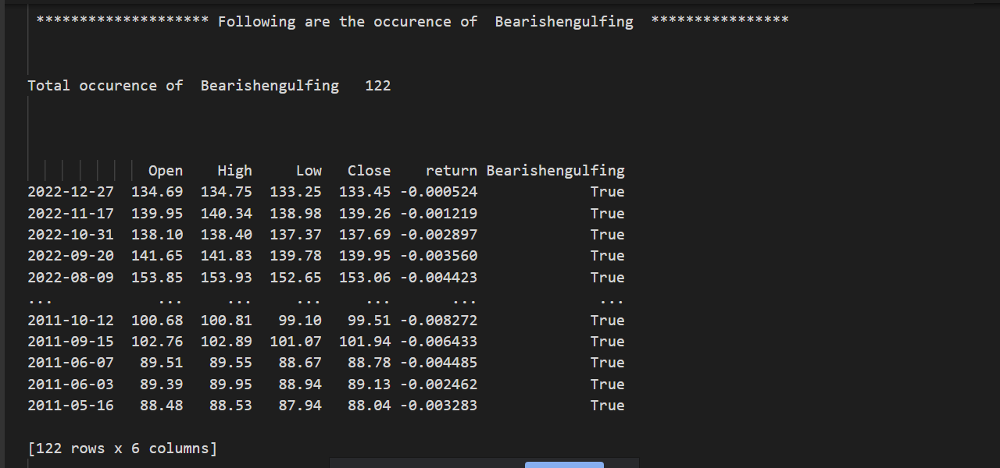 ******************** Following are the occurence of  Bearishengulfing  ****************
Total occurence of  Bearishengulfing   122
Open    High     Low   Close    return Bearishengulfing
2022-12-27  134.69  134.75  133.25  133.45 -0.000524             True
2022-11-17  139.95  140.34  138.98  139.26 -0.001219             True
2022-10-31  138.10  138.40  137.37  137.69 -0.002897             True
2022-09-20  141.65  141.83  139.78  139.95 -0.003560             True
2022-08-09  153.85  153.93  152.65  153.06 -0.004423             True
...            ...     ...     ...     ...       ...              ...
2011-10-12  100.68  100.81   99.10   99.51 -0.008272             True
2011-09-15  102.76  102.89  101.07  101.94 -0.006433             True
2011-06-07   89.51   89.55   88.67   88.78 -0.004485             True
2011-06-03   89.39   89.95   88.94   89.13 -0.002462             True
2011-05-16   88.48   88.53   87.94   88.04 -0.003283             True
[122 rows x 6 columns]